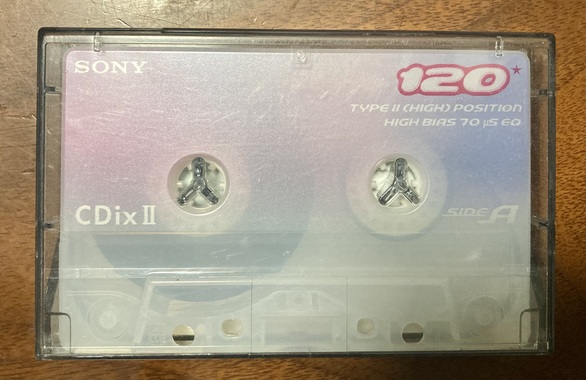 SONY
120★
TYPE II (HIGH) POSITION
HIGH BIAS 70 µS EQ
CDix II
SIDE A